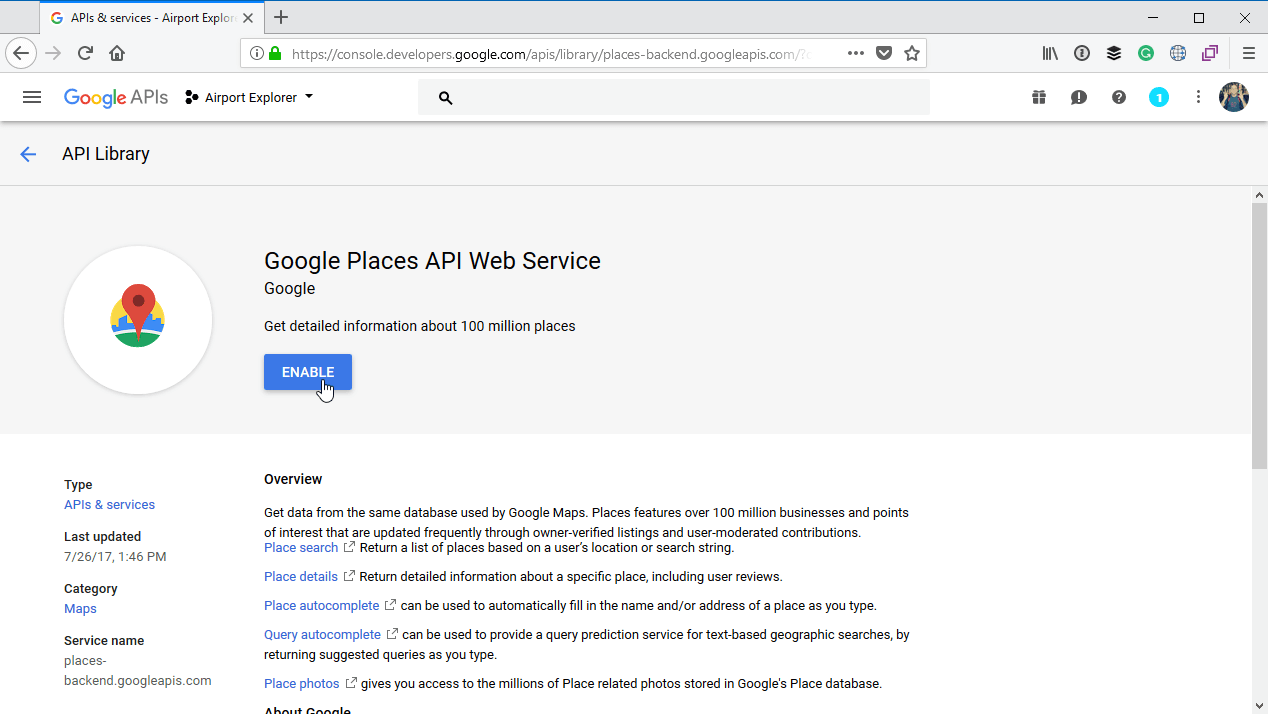 APIs & services - Airport Explor
https://console.developers.google.com/apis/library/places-backend.googleapis.com/?
Google APIs
Airport Explorer
1
API Library
Google Places API Web Service
Google
Get detailed information about 100 million places
ENABLE
Type
APIs & services
Last updated
7/26/17, 1:46 PM
Category
Maps
Service name
places-
backend.googleapis.com
Overview
Get data from the same database used by Google Maps. Places features over 100 million businesses and points
of interest that are updated frequently through owner-verified listings and user-moderated contributions.
Place search Return a list of places based on a user’s location or search string.
Place details Return detailed information about a specific place, including user reviews.
Place autocomplete can be used to automatically fill in the name and/or address of a place as you type.
Query autocomplete can be used to provide a query prediction service for text-based geographic searches, by
returning suggested queries as you type.
Place photos gives you access to the millions of Place related photos stored in Google's Place database.
About Google